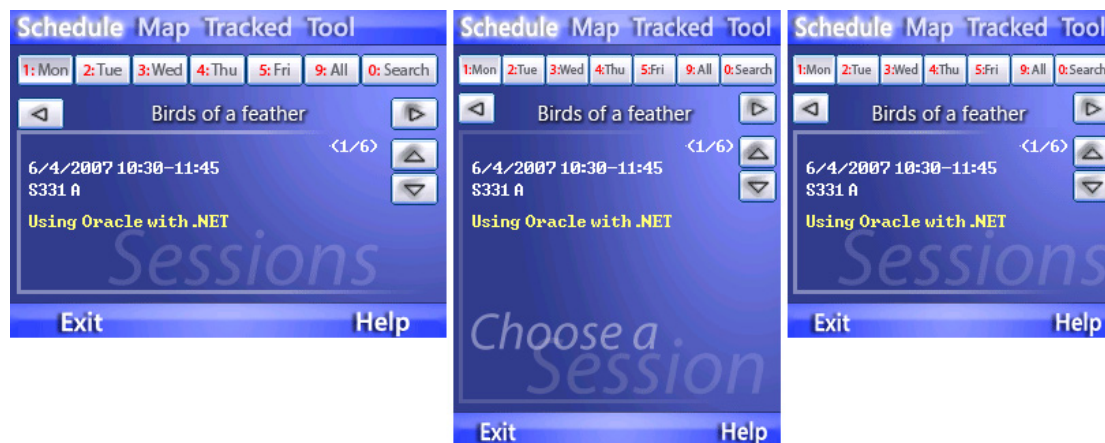 Schedule Map Tracked Tool
1: Mon 2: Tue 3: Wed 4: Thu 5: Fri 9: All 0: Search
Birds of a feather
<1/6>
6/4/2007 10:30-11:45
S331 A
Using Oracle with .NET
Sessions
Exit Help
Schedule Map Tracked Tool
1:Mon 2:Tue 3:Wed 4:Thu 5:Fri 9: All 0:Search
Birds of a feather
<1/6>
6/4/2007 10:30-11:45
S331 A
Using Oracle with .NET
Choose a
Session
Exit Help
Schedule Map Tracked Tool
1:Mon 2:Tue 3:Wed 4:Thu 5:Fri 9: All 0:Search
Birds of a feather
<1/6>
6/4/2007 10:30-11:45
S331 A
Using Oracle with .NET
Sessions
Exit Help